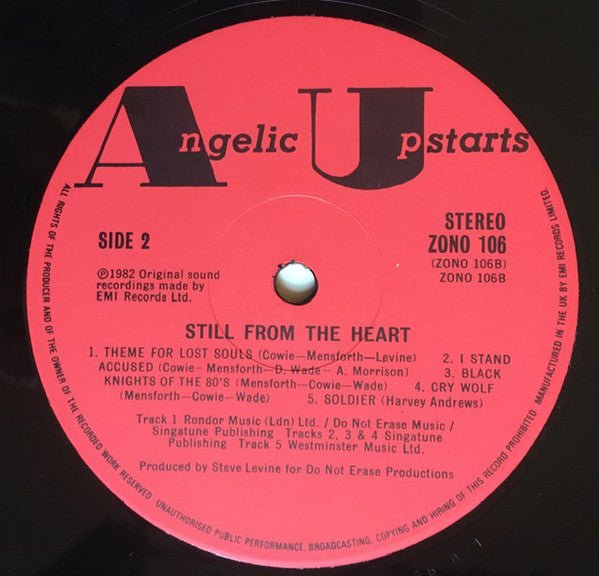 Angelic Upstarts
SIDE 2
STEREO
ZONO 106
(ZONO 106B)
ZONO 106B
℗1982 Original sound
recordings made by
EMI Records Ltd.
STILL FROM THE HEART
1. THEME FOR LOST SOULS (Cowie—Mensforth—Levine) 2. I STAND
ACCUSED (Cowie- Mensforth—D. Wade- A. Morrison) 3. BLACK
KNIGHTS OF THE 80'S (Mensforth—Cowie—Wade) 4. CRY WOLF
(Mensforth—Cowie—Wade) 5. SOLDIER (Harvey Andrews)
Track 1 Rondor Music (Ldn) Ltd. / Do Not Erase Music /
Singatune Publishing Tracks 2, 3 & 4 Singatune
Publishing Track 5 Westminster Music Ltd.
Produced by Steve Levine for Do Not Erase Productions
ALL RIGHTS OF THE PRODUCER AND OF THE OWNER OF THE RECORDED WORK RESERVED. UNAUTHORISED PUBLIC PERFORMANCE, BROADCASTING, COPYING AND HIRING OF THIS RECORD PROHIBITED. MANUFACTURED IN THE UK BY EMI RECORDS LIMITED.